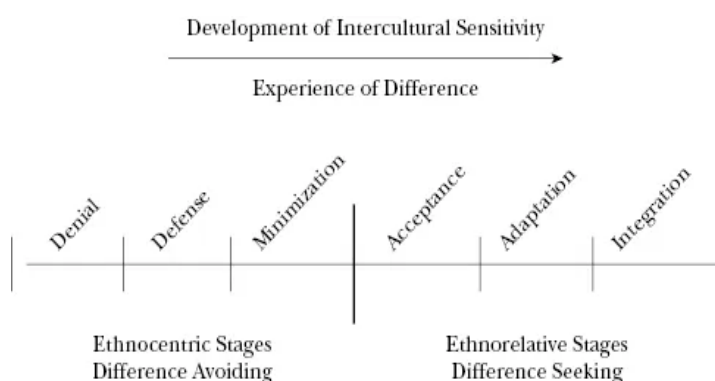 Development of Intercultural Sensitivity
Experience of Difference
Denial
Defense
Minimization
Acceptance
Adaptation
Integration
Ethnocentric Stages
Difference Avoiding
Ethnorelative Stages
Difference Seeking